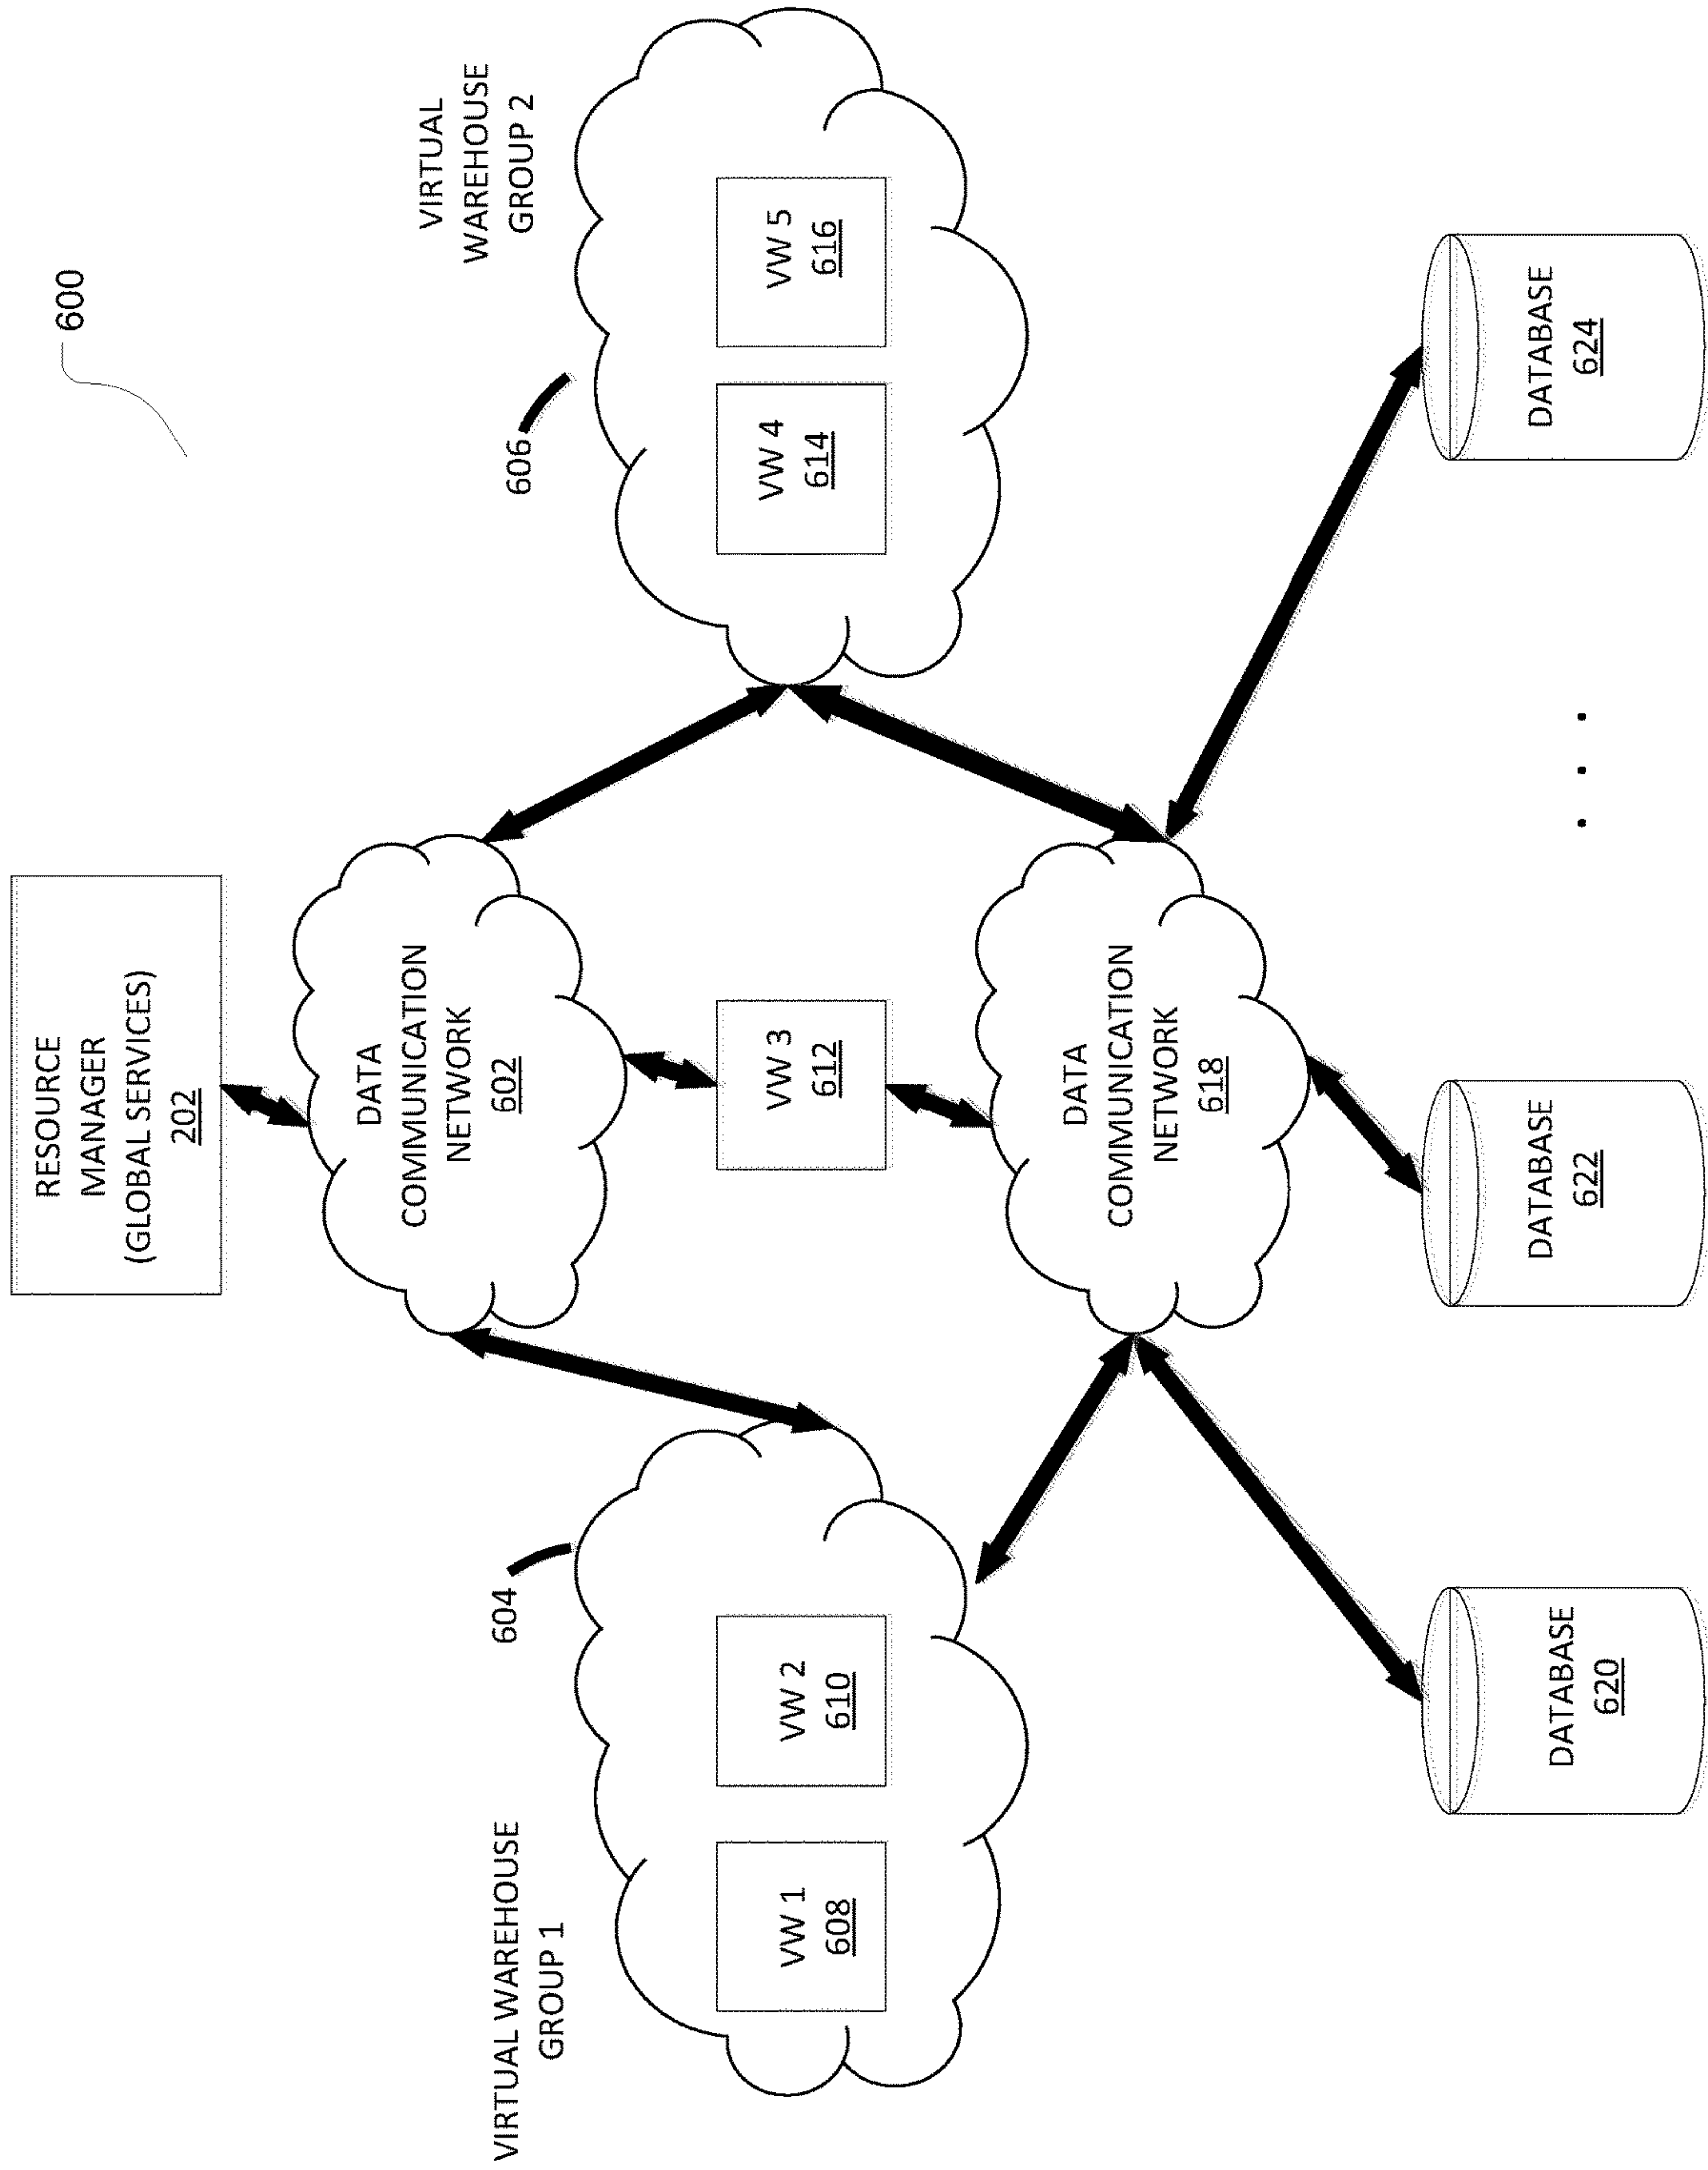 600
RESOURCE
MANAGER
(GLOBAL SERVICES)
202
DATA
COMMUNICATION
NETWORK
602
VIRTUAL WAREHOUSE
GROUP 1
604
VW 1
608
VW 2
610
VW 3
612
VIRTUAL
WAREHOUSE
GROUP 2
606
VW 4
614
VW 5
616
DATA
COMMUNICATION
NETWORK
618
DATABASE
620
DATABASE
622
. . .
DATABASE
624